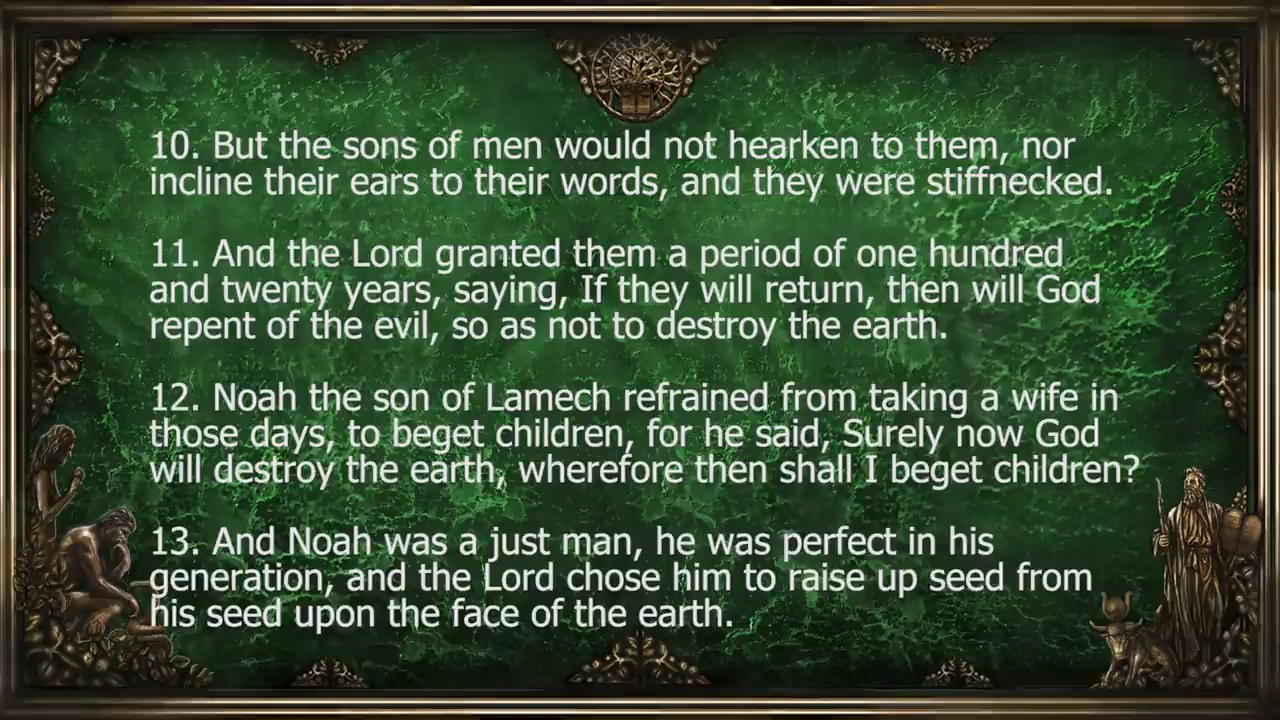 10. But the sons of men would not hearken to them, nor
incline their ears to their words, and they were stiffnecked.
11. And the Lord granted them a period of one hundred
and twenty years, saying, If they will return, then will God
repent of the evil, so as not to destroy the earth.
12. Noah the son of Lamech refrained from taking a wife in
those days, to beget children, for he said, Surely now God
will destroy the earth, wherefore then shall I beget children?
13. And Noah was a just man, he was perfect in his
generation, and the Lord chose him to raise up seed from
his seed upon the face of the earth.